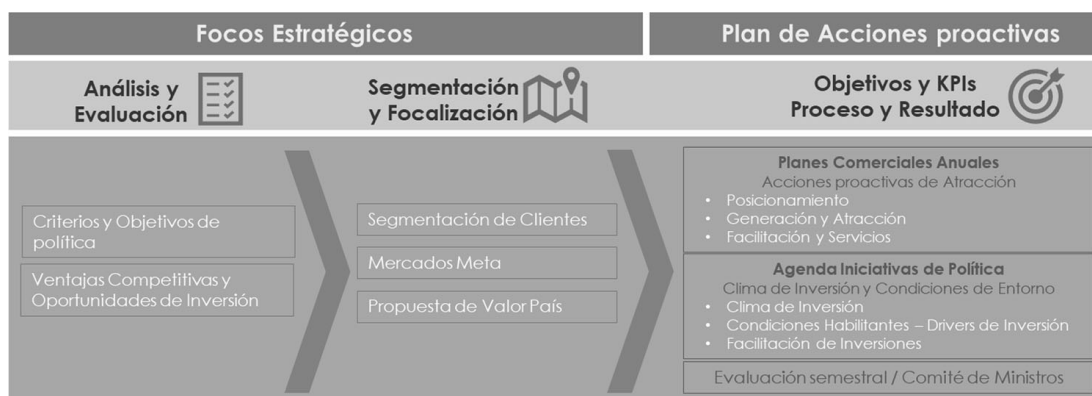 Focos Estratégicos
Plan de Acciones proactivas
Análisis y
Evaluación
Segmentación
y Focalización
Objetivos y KPIs
Proceso y Resultado
Criterios y Objetivos de
política
Ventajas Competitivas y
Oportunidades de Inversión
Segmentación de Clientes
Mercados Meta
Propuesta de Valor País
Planes Comerciales Anuales
Acciones proactivas de Atracción
• Posicionamiento
• Generación y Atracción
• Facilitación y Servicios
Agenda Iniciativas de Política
Clima de Inversión y Condiciones de Entorno
• Clima de Inversión
• Condiciones Habilitantes – Drivers de Inversión
• Facilitación de Inversiones
Evaluación semestral / Comité de Ministros